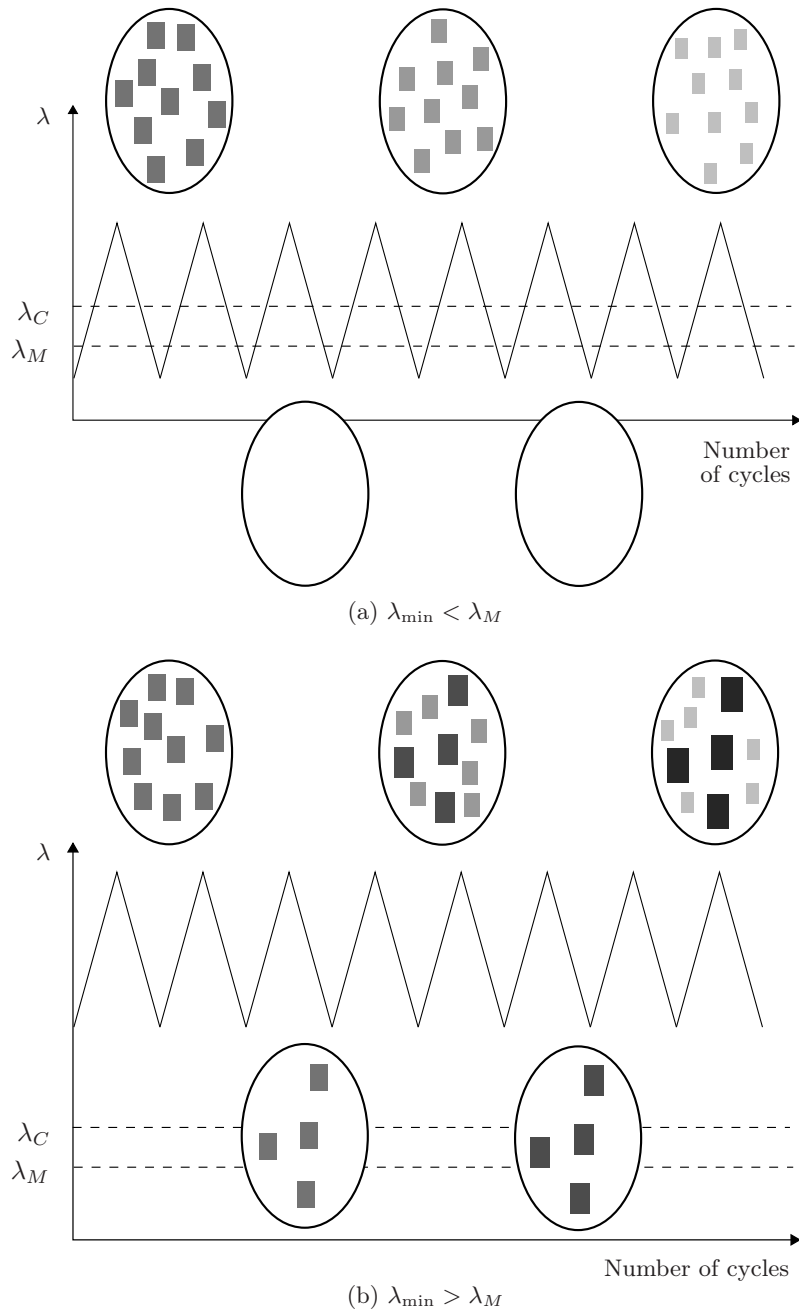 λ
λ_C
λ_M
Number
of cycles
(a) λ_min < λ_M
λ
λ_C
λ_M
Number of cycles
(b) λ_min > λ_M